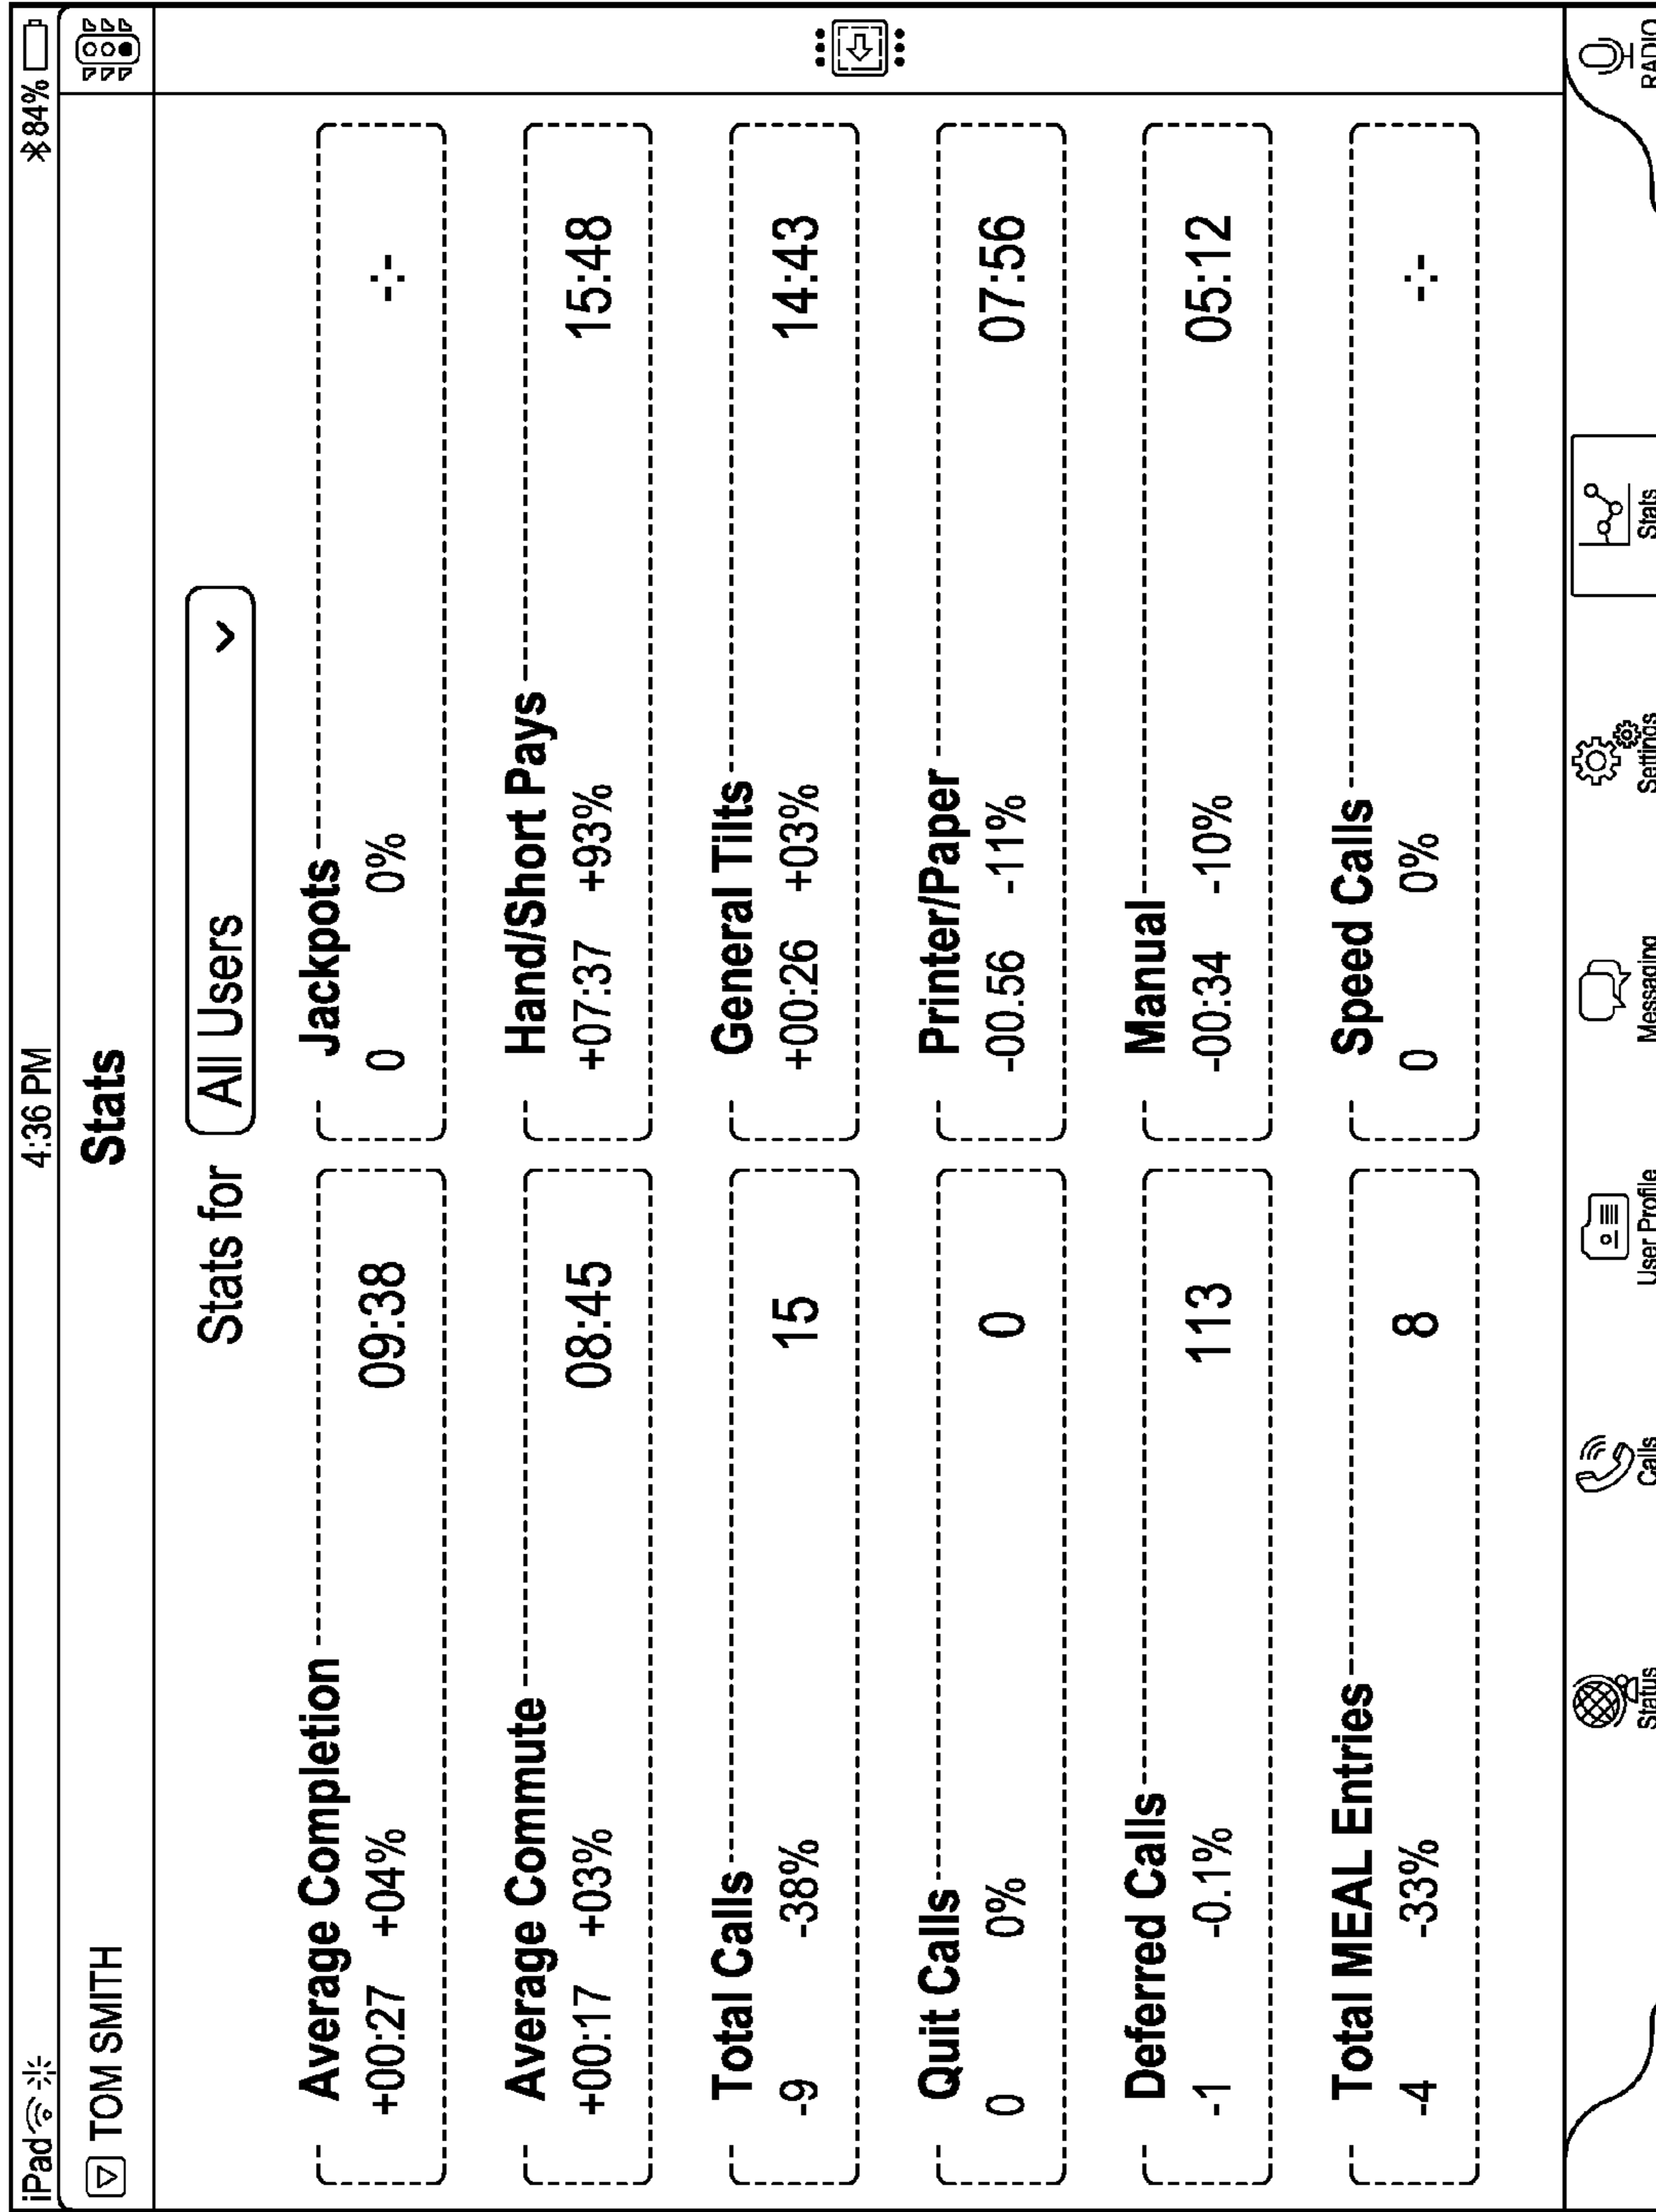 iPad 4:36 PM 84%
TOM SMITH Stats
Stats for All Users
Average Completion
+00:27 +04% 09:38
Jackpots
0 0% -:-
Average Commute
+00:17 +03% 08:45
Hand/Short Pays
+07:37 +93% 15:48
Total Calls
-9 -38% 15
General Tilts
+00:26 +03% 14:43
Quit Calls
0 0% 0
Printer/Paper
-00.56 -11% 07:56
Deferred Calls
-1 -0.1% 113
Manual
-00:34 -10% 05:12
Total MEAL Entries
-4 -33% 8
Speed Calls
0 0% -:-
Status Calls User Profile Messaging Settings Stats RADIO